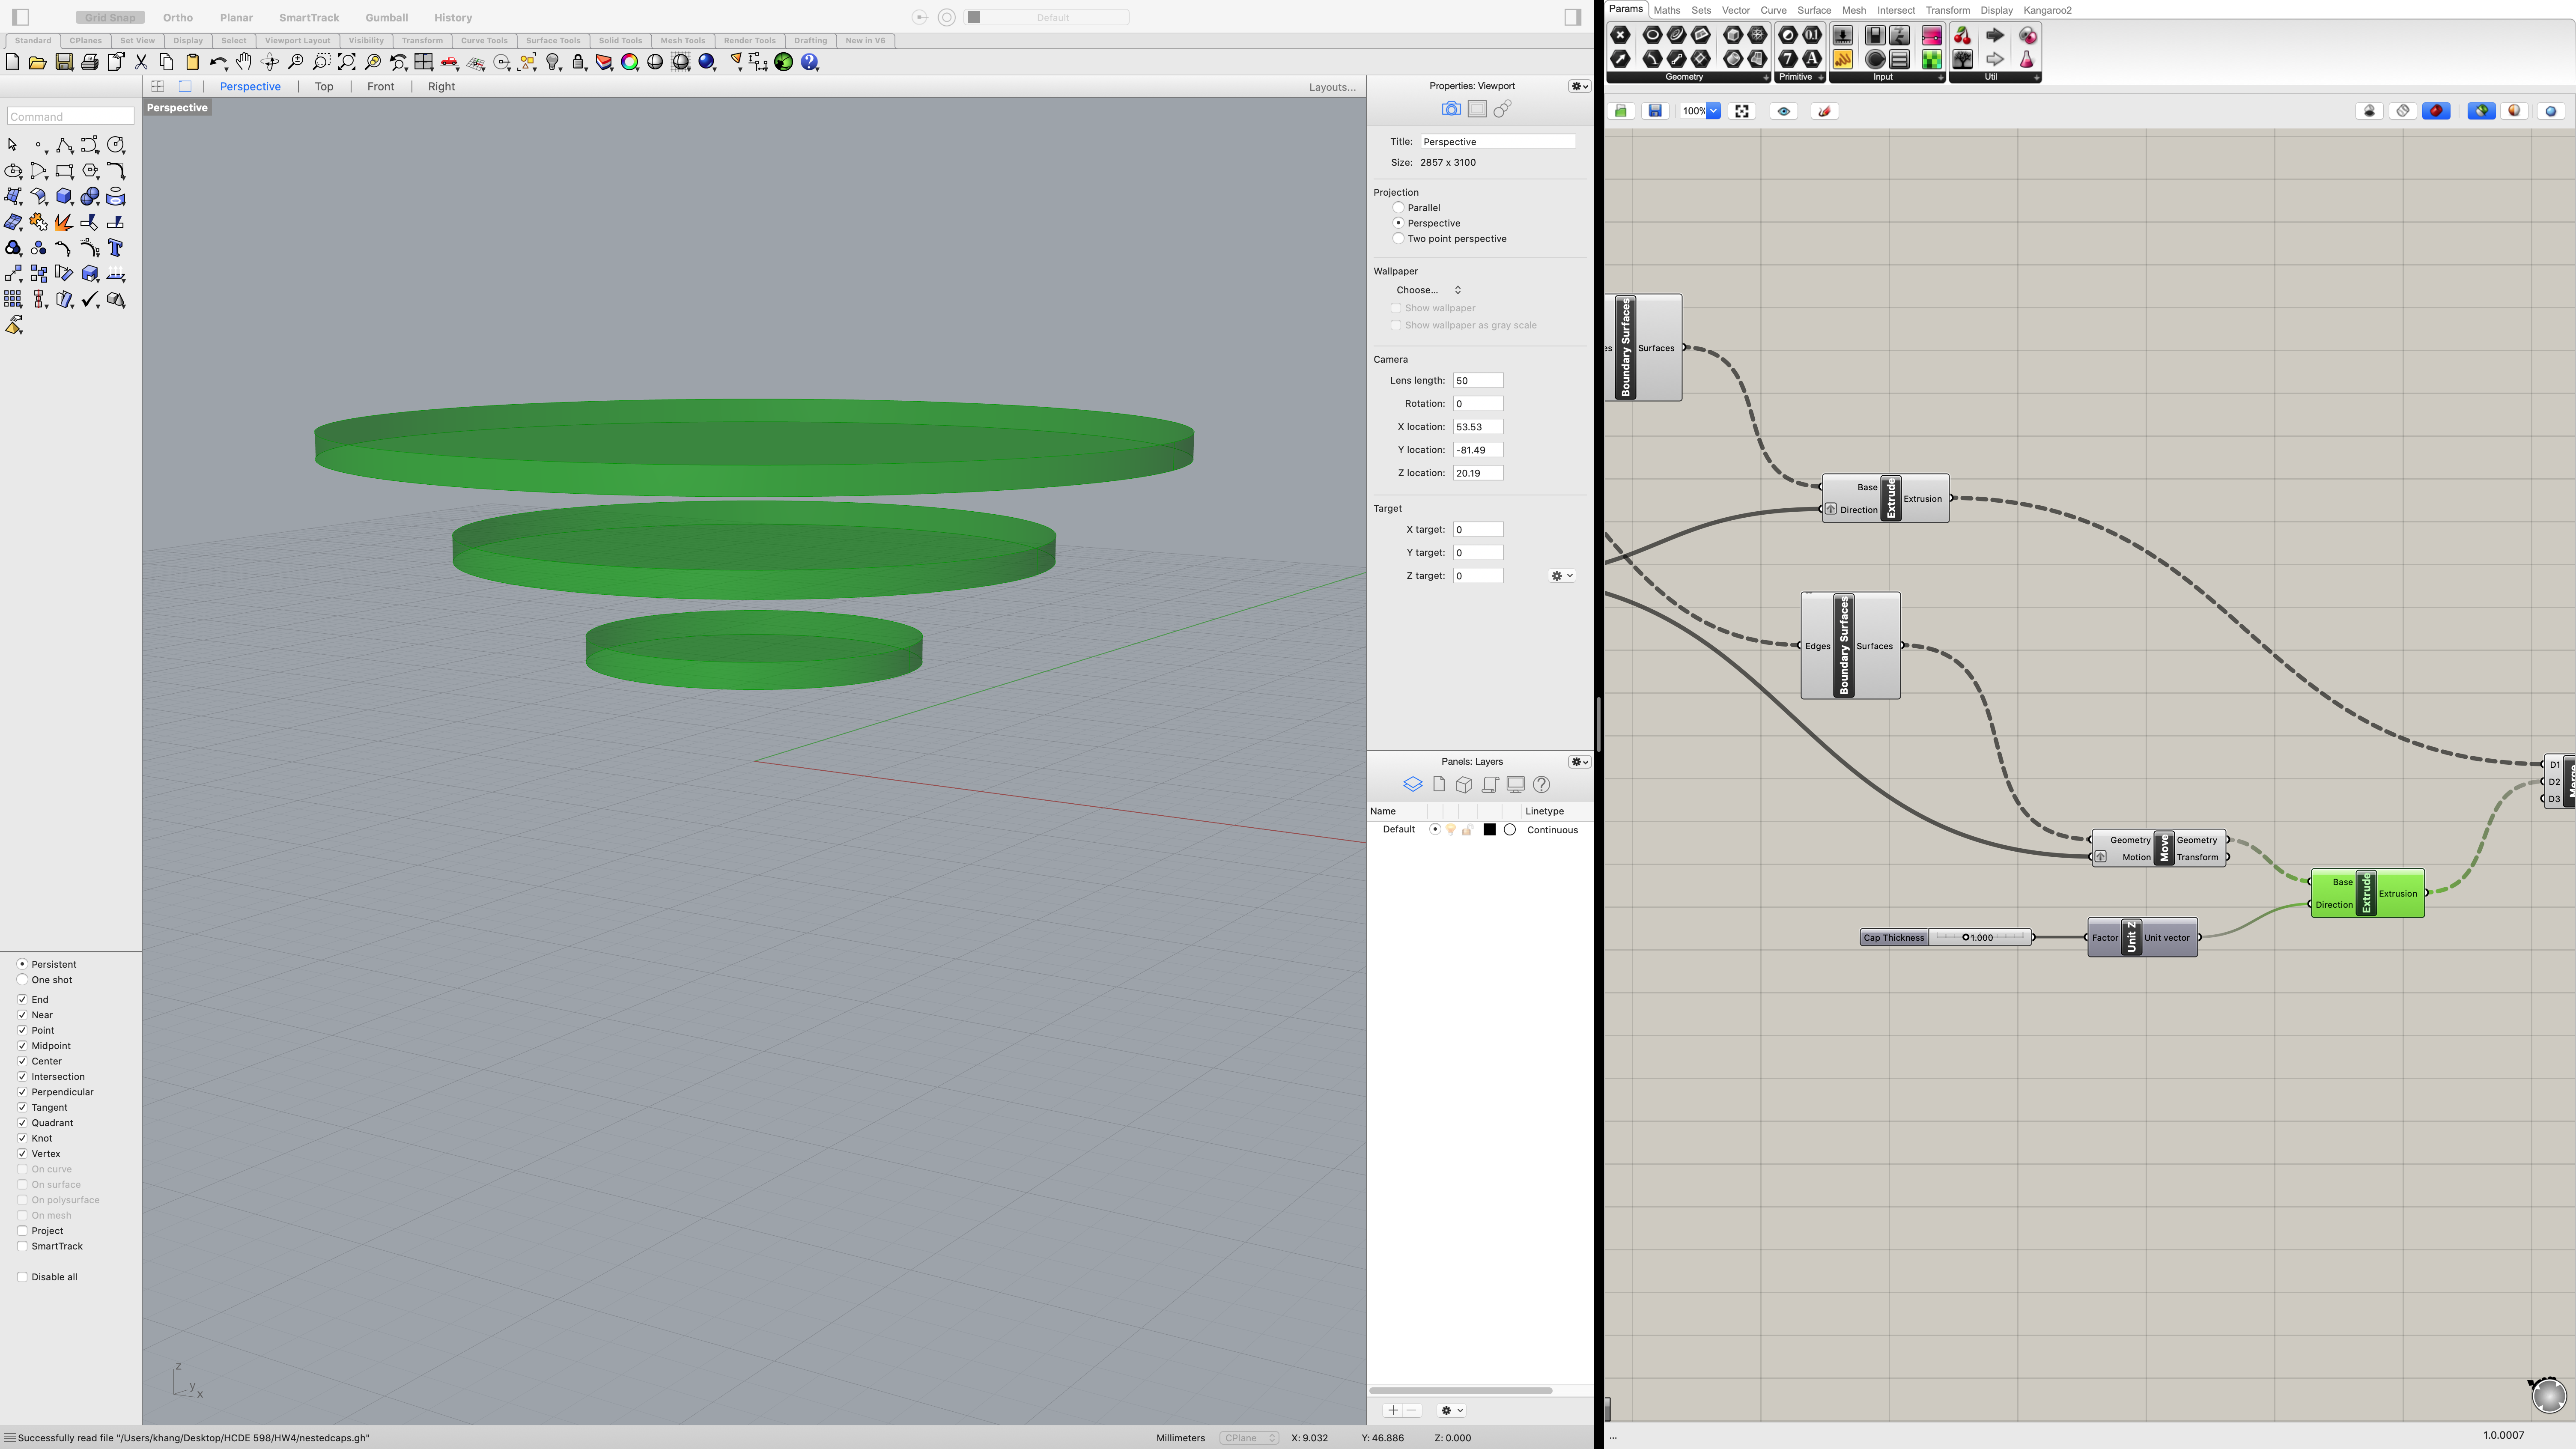 Grid Snap Ortho Planar SmartTrack Gumball History Default
Standard CPlanes Set View Display Select Viewport Layout Visibility Transform Curve Tools Surface Tools Solid Tools Mesh Tools Render Tools Drafting New in V6
Perspective Top Front Right Layouts...
Perspective
Command
Persistent
One shot
End
Near
Point
Midpoint
Center
Intersection
Perpendicular
Tangent
Quadrant
Knot
Vertex
On curve
On surface
On polysurface
On mesh
Project
SmartTrack
Disable all
z
y
x
Properties: Viewport
Title: Perspective
Size: 2857 x 3100
Projection
Parallel
Perspective
Two point perspective
Wallpaper
Choose...
Show wallpaper
Show wallpaper as gray scale
Camera
Lens length: 50
Rotation: 0
X location: 53.53
Y location: -81.49
Z location: 20.19
Target
X target: 0
Y target: 0
Z target: 0
Panels: Layers
Name Linetype
Default Continuous
Successfully read file "/Users/khang/Desktop/HCDE 598/HW4/nestedcaps.gh" Millimeters CPlane X: 9.032 Y: 46.886 Z: 0.000
Params Maths Sets Vector Curve Surface Mesh Intersect Transform Display Kangaroo2
Geometry Primitive Input Util
100%
es Boundary Surfaces Surfaces
Base
Direction
Extrude
Extrusion
Edges Boundary Surfaces Surfaces
D1
D2
D3
Merge
Geometry
Motion
Move
Geometry
Transform
Base
Direction
Extrude
Extrusion
Cap Thickness 1.000
Factor Unit Z Unit vector
...
1.0.0007